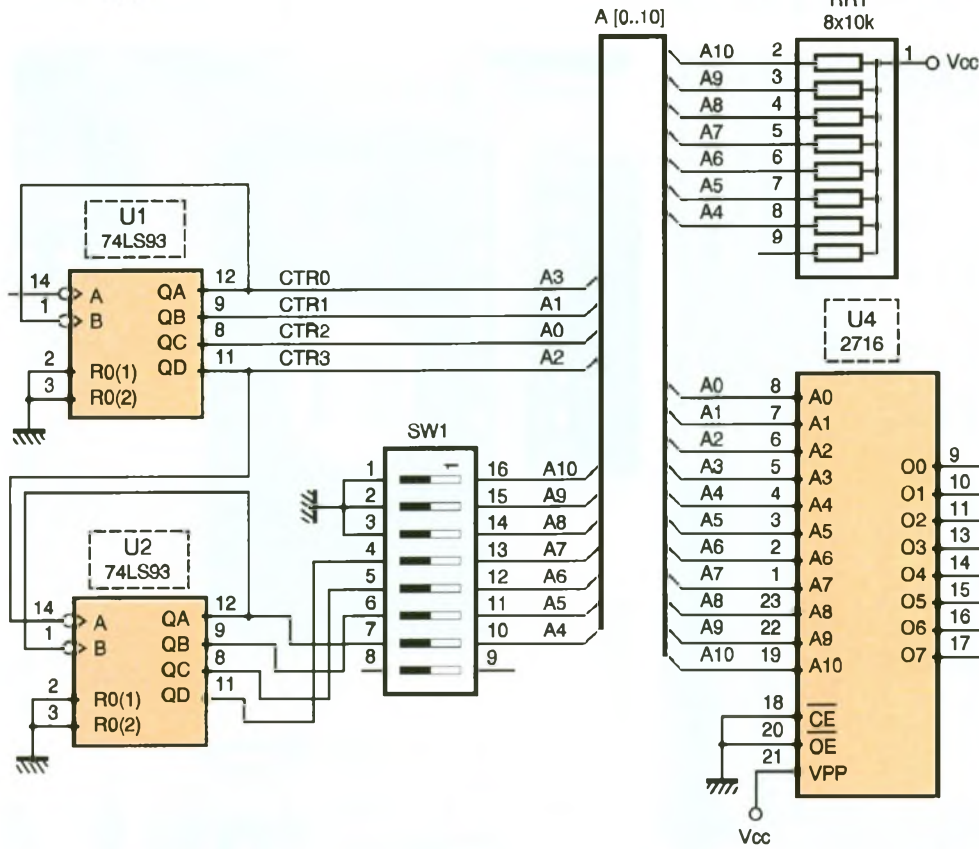 A [0..10]
8x10k
A10 2
A9 3
A8 4
A7 5
A6 6
A5 7
A4 8
9
1 Vcc
U1
74LS93
14 A QA 12 CTR0 A3
1 B QB 9 CTR1 A1
QC 8 CTR2 A0
2 R0(1) QD 11 CTR3 A2
3 R0(2)
U4
2716
A0 8 A0
A1 7 A1
A2 6 A2
A3 5 A3 O0 9
A4 4 A4 O1 10
A5 3 A5 O2 11
A6 2 A6 O3 13
A7 1 A7 O4 14
A8 23 A8 O5 15
A9 22 A9 O6 16
A10 19 A10 O7 17
18 CE
20 OE
21 VPP
Vcc
SW1
1
1 16 A10
2 15 A9
3 14 A8
4 13 A7
5 12 A6
6 11 A5
7 10 A4
8 9
U2
74LS93
14 A QA 12
1 B QB 9
QC 8
2 R0(1) QD 11
3 R0(2)